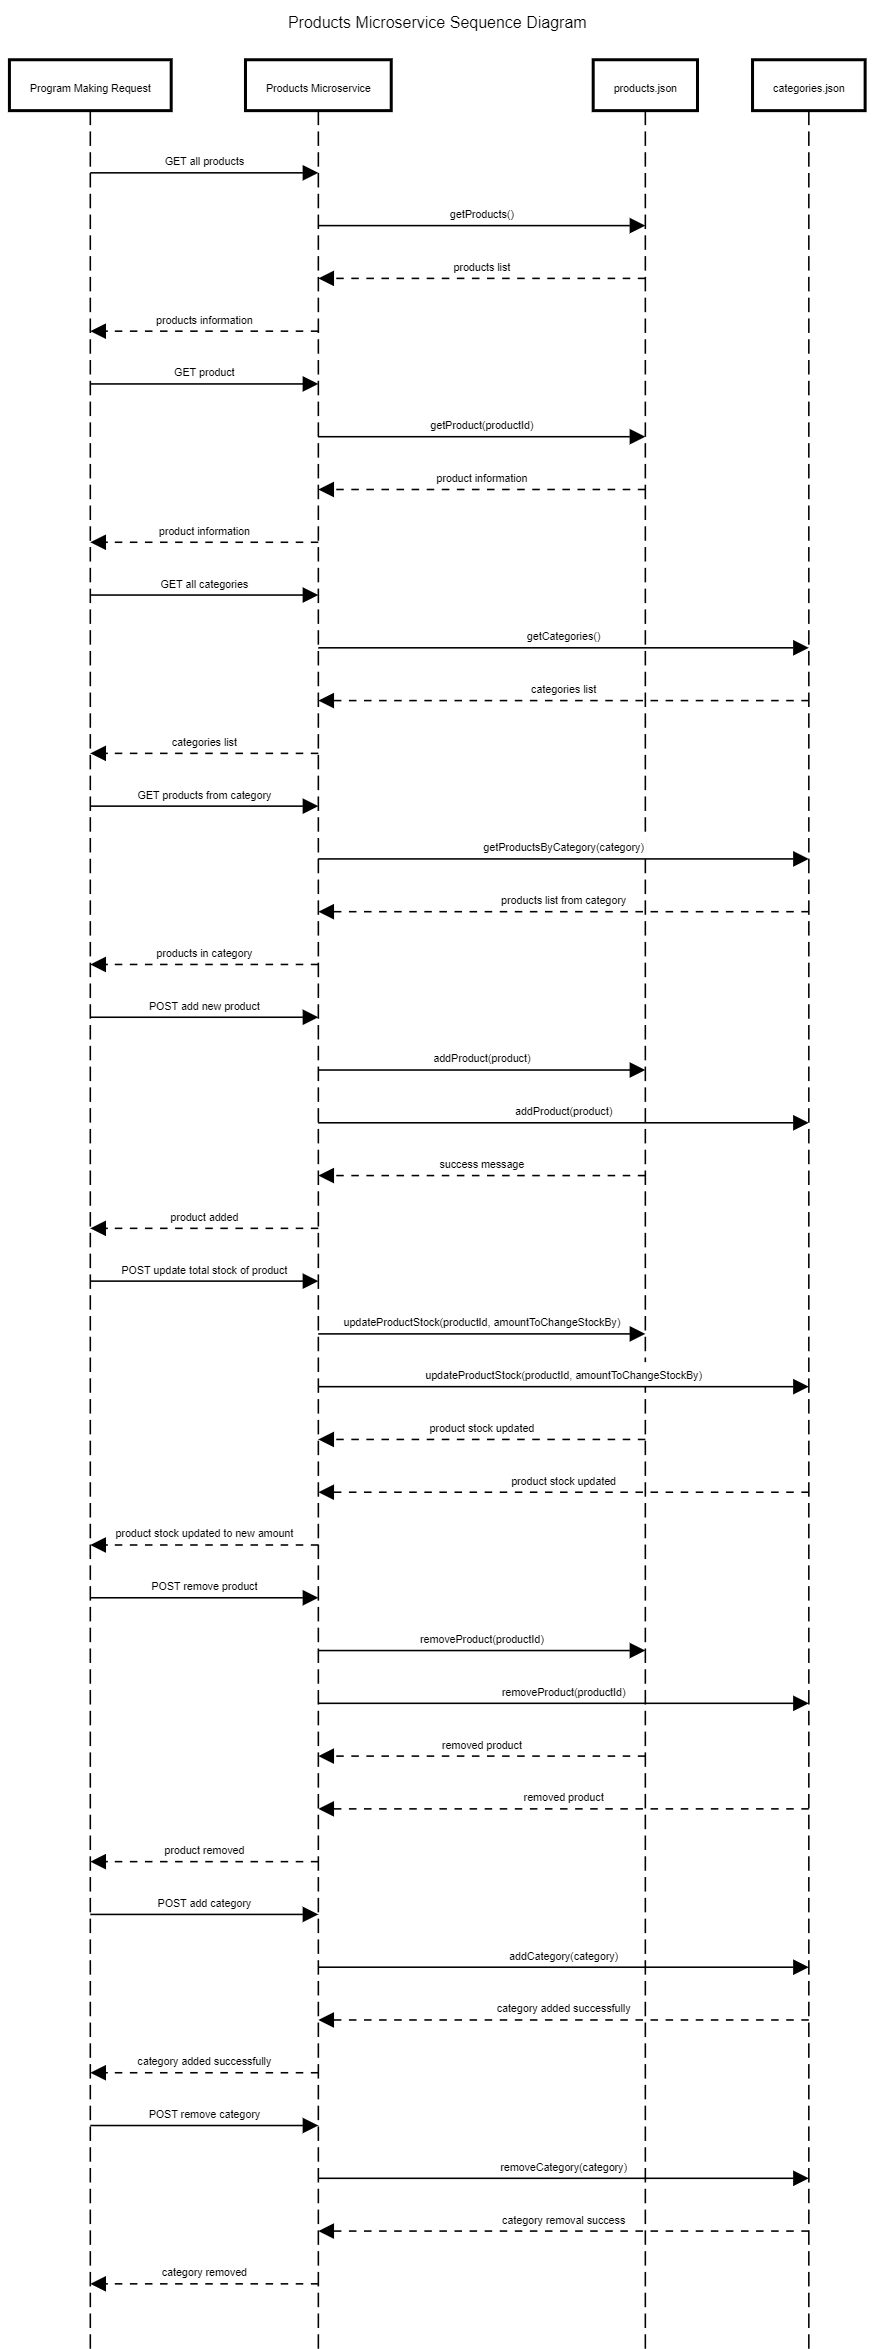 Products Microservice Sequence Diagram
Program Making Request
Products Microservice
products.json
categories.json
GET all products
getProducts()
products list
products information
GET product
getProduct(productId)
product information
product information
GET all categories
getCategories()
categories list
categories list
GET products from category
getProductsByCategory(category)
products list from category
products in category
POST add new product
addProduct(product)
addProduct(product)
success message
product added
POST update total stock of product
updateProductStock(productId, amountToChangeStockBy)
updateProductStock(productId, amountToChangeStockBy)
product stock updated
product stock updated
product stock updated to new amount
POST remove product
removeProduct(productId)
removeProduct(productId)
removed product
removed product
product removed
POST add category
addCategory(category)
category added successfully
category added successfully
POST remove category
removeCategory(category)
category removal success
category removed